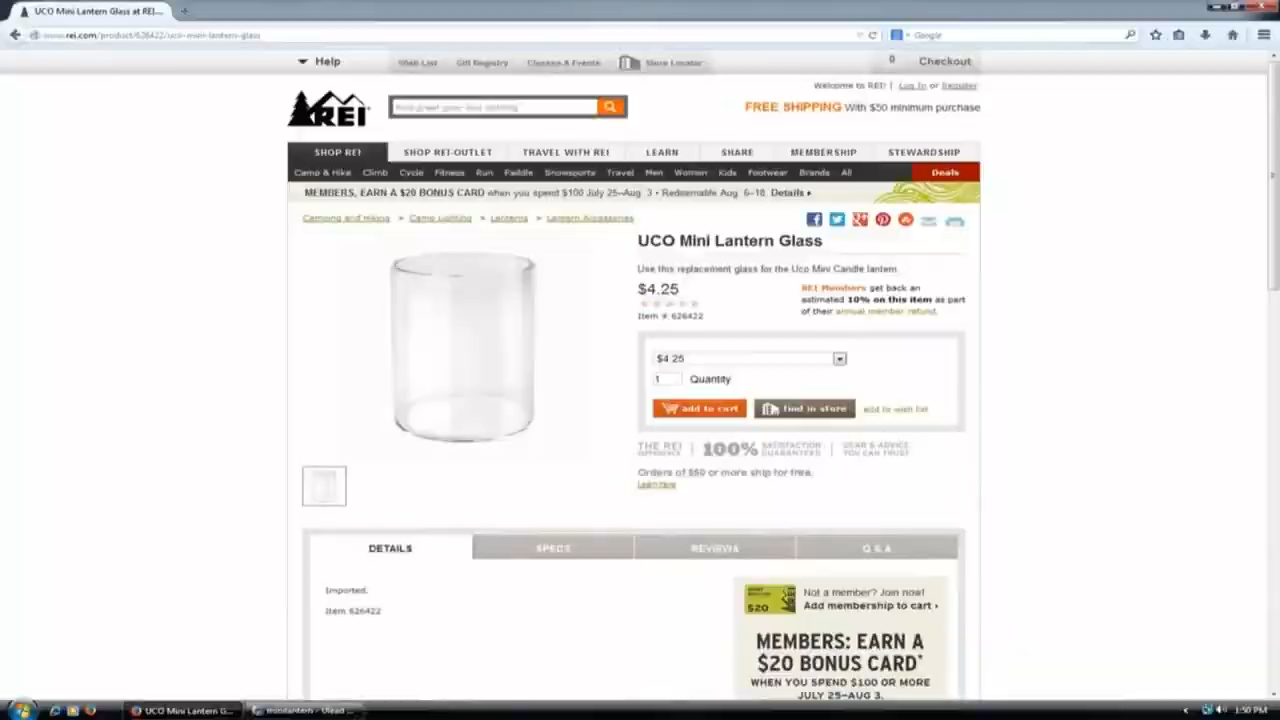 UCO Mini Lantern Glass at REI...
www.rei.com/product/626422/uco-mini-lantern-glass
Google
Help
Wish List Gift Registry Classes & Events Store Locator
0 Checkout
Welcome to REI! | Log In or Register
REI
FREE SHIPPING With $50 minimum purchase
SHOP REI SHOP REI-OUTLET TRAVEL WITH REI LEARN SHARE MEMBERSHIP STEWARDSHIP
Camp & Hike Climb Cycle Fitness Run Paddle Snowsports Travel Men Women Kids Footwear Brands All Deals
MEMBERS, EARN A $20 BONUS CARD when you spend $100 July 25-Aug. 3 • Redeemable Aug. 6-18. Details
Camping and Hiking > Camp Lighting > Lanterns > Lantern Accessories
UCO Mini Lantern Glass
Use this replacement glass for the Uco Mini Candle lantern.
$4.25
Item #: 626422
REI Members get back an
estimated 10% on this item as part
of their annual member refund.
$4.25
1 Quantity
add to cart find in store add to wish list
THE REI DIFFERENCE | 100% SATISFACTION GUARANTEED | GEAR & ADVICE YOU CAN TRUST
Orders of $50 or more ship for free.
Learn More
DETAILS SPECS REVIEWS Q & A
Imported.
Item 626422
$20
Not a member? Join now!
Add membership to cart
MEMBERS: EARN A
$20 BONUS CARD*
WHEN YOU SPEND $100 OR MORE
JULY 25-AUG 3.
UCO Mini Lantern G... minilantern - Ulead ...
1:50 PM